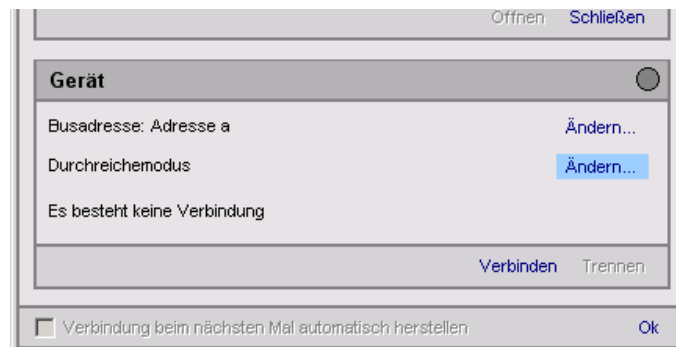 Öffnen Schließen
Gerät
Busadresse: Adresse a Ändern...
Durchreichemodus Ändern...
Es besteht keine Verbindung
Verbinden Trennen
Verbindung beim nächsten Mal automatisch herstellen Ok